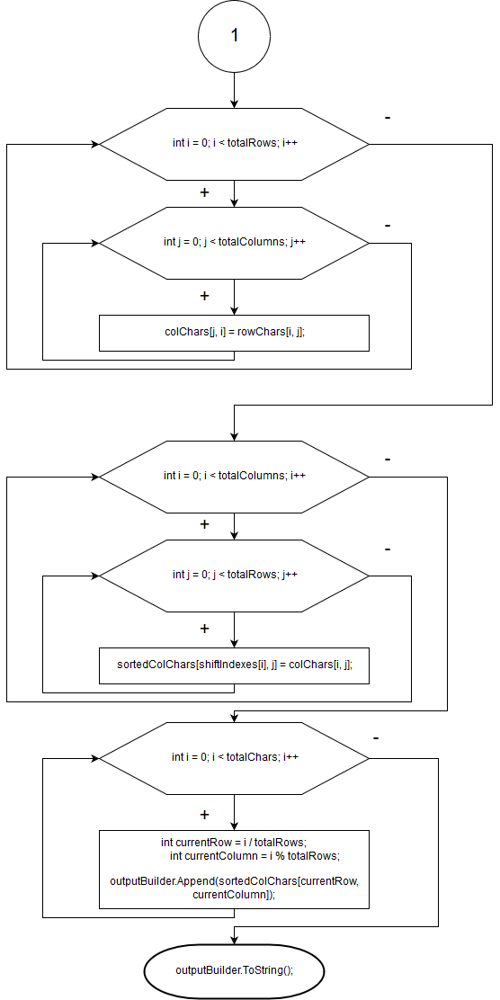 1
-
int i = 0; i < totalRows; i++
+
-
int j = 0; j < totalColumns; j++
+
colChars[j, i] = rowChars[i, j];
-
int i = 0; i < totalColumns; i++
+
-
int j = 0; j < totalRows; j++
+
sortedColChars[shiftIndexes[i], j] = colChars[i, j];
-
int i = 0; i < totalChars; i++
+
int currentRow = i / totalRows;
int currentColumn = i % totalRows;
outputBuilder.Append(sortedColChars[currentRow,
currentColumn]);
outputBuilder.ToString();